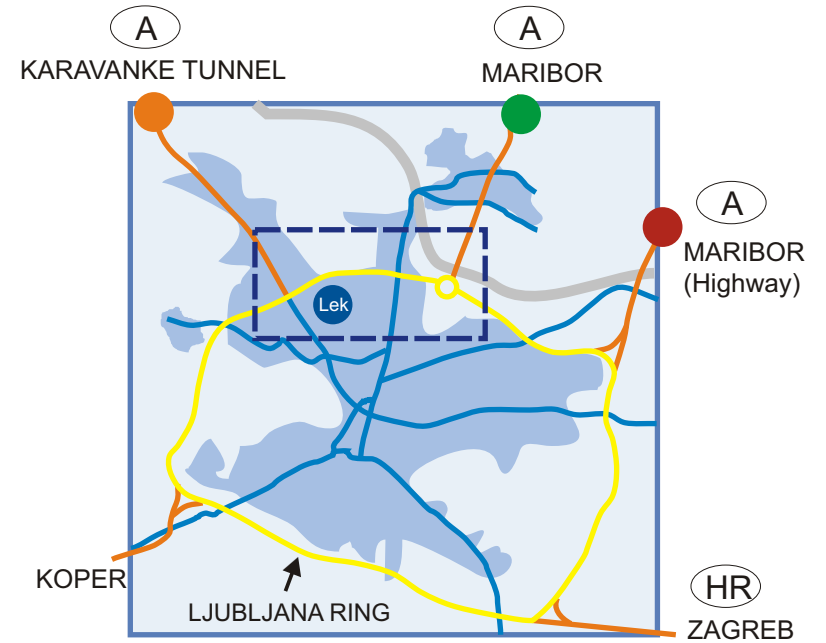 A
A
KARAVANKE TUNNEL
MARIBOR
A
MARIBOR
(Highway)
Lek
KOPER
LJUBLJANA RING
HR
ZAGREB